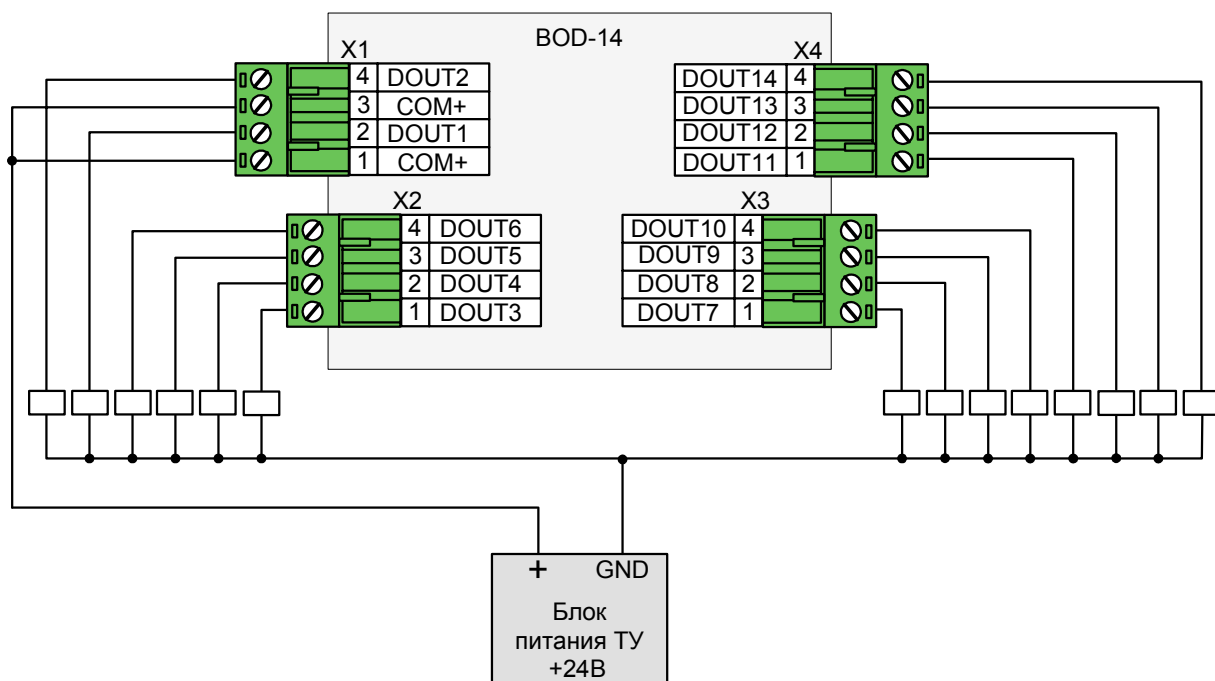 BOD-14
X1
4 DOUT2
3 COM+
2 DOUT1
1 COM+
X2
4 DOUT6
3 DOUT5
2 DOUT4
1 DOUT3
X4
DOUT14 4
DOUT13 3
DOUT12 2
DOUT11 1
X3
DOUT10 4
DOUT9 3
DOUT8 2
DOUT7 1
+ GND
Блок
питания ТУ
+24В